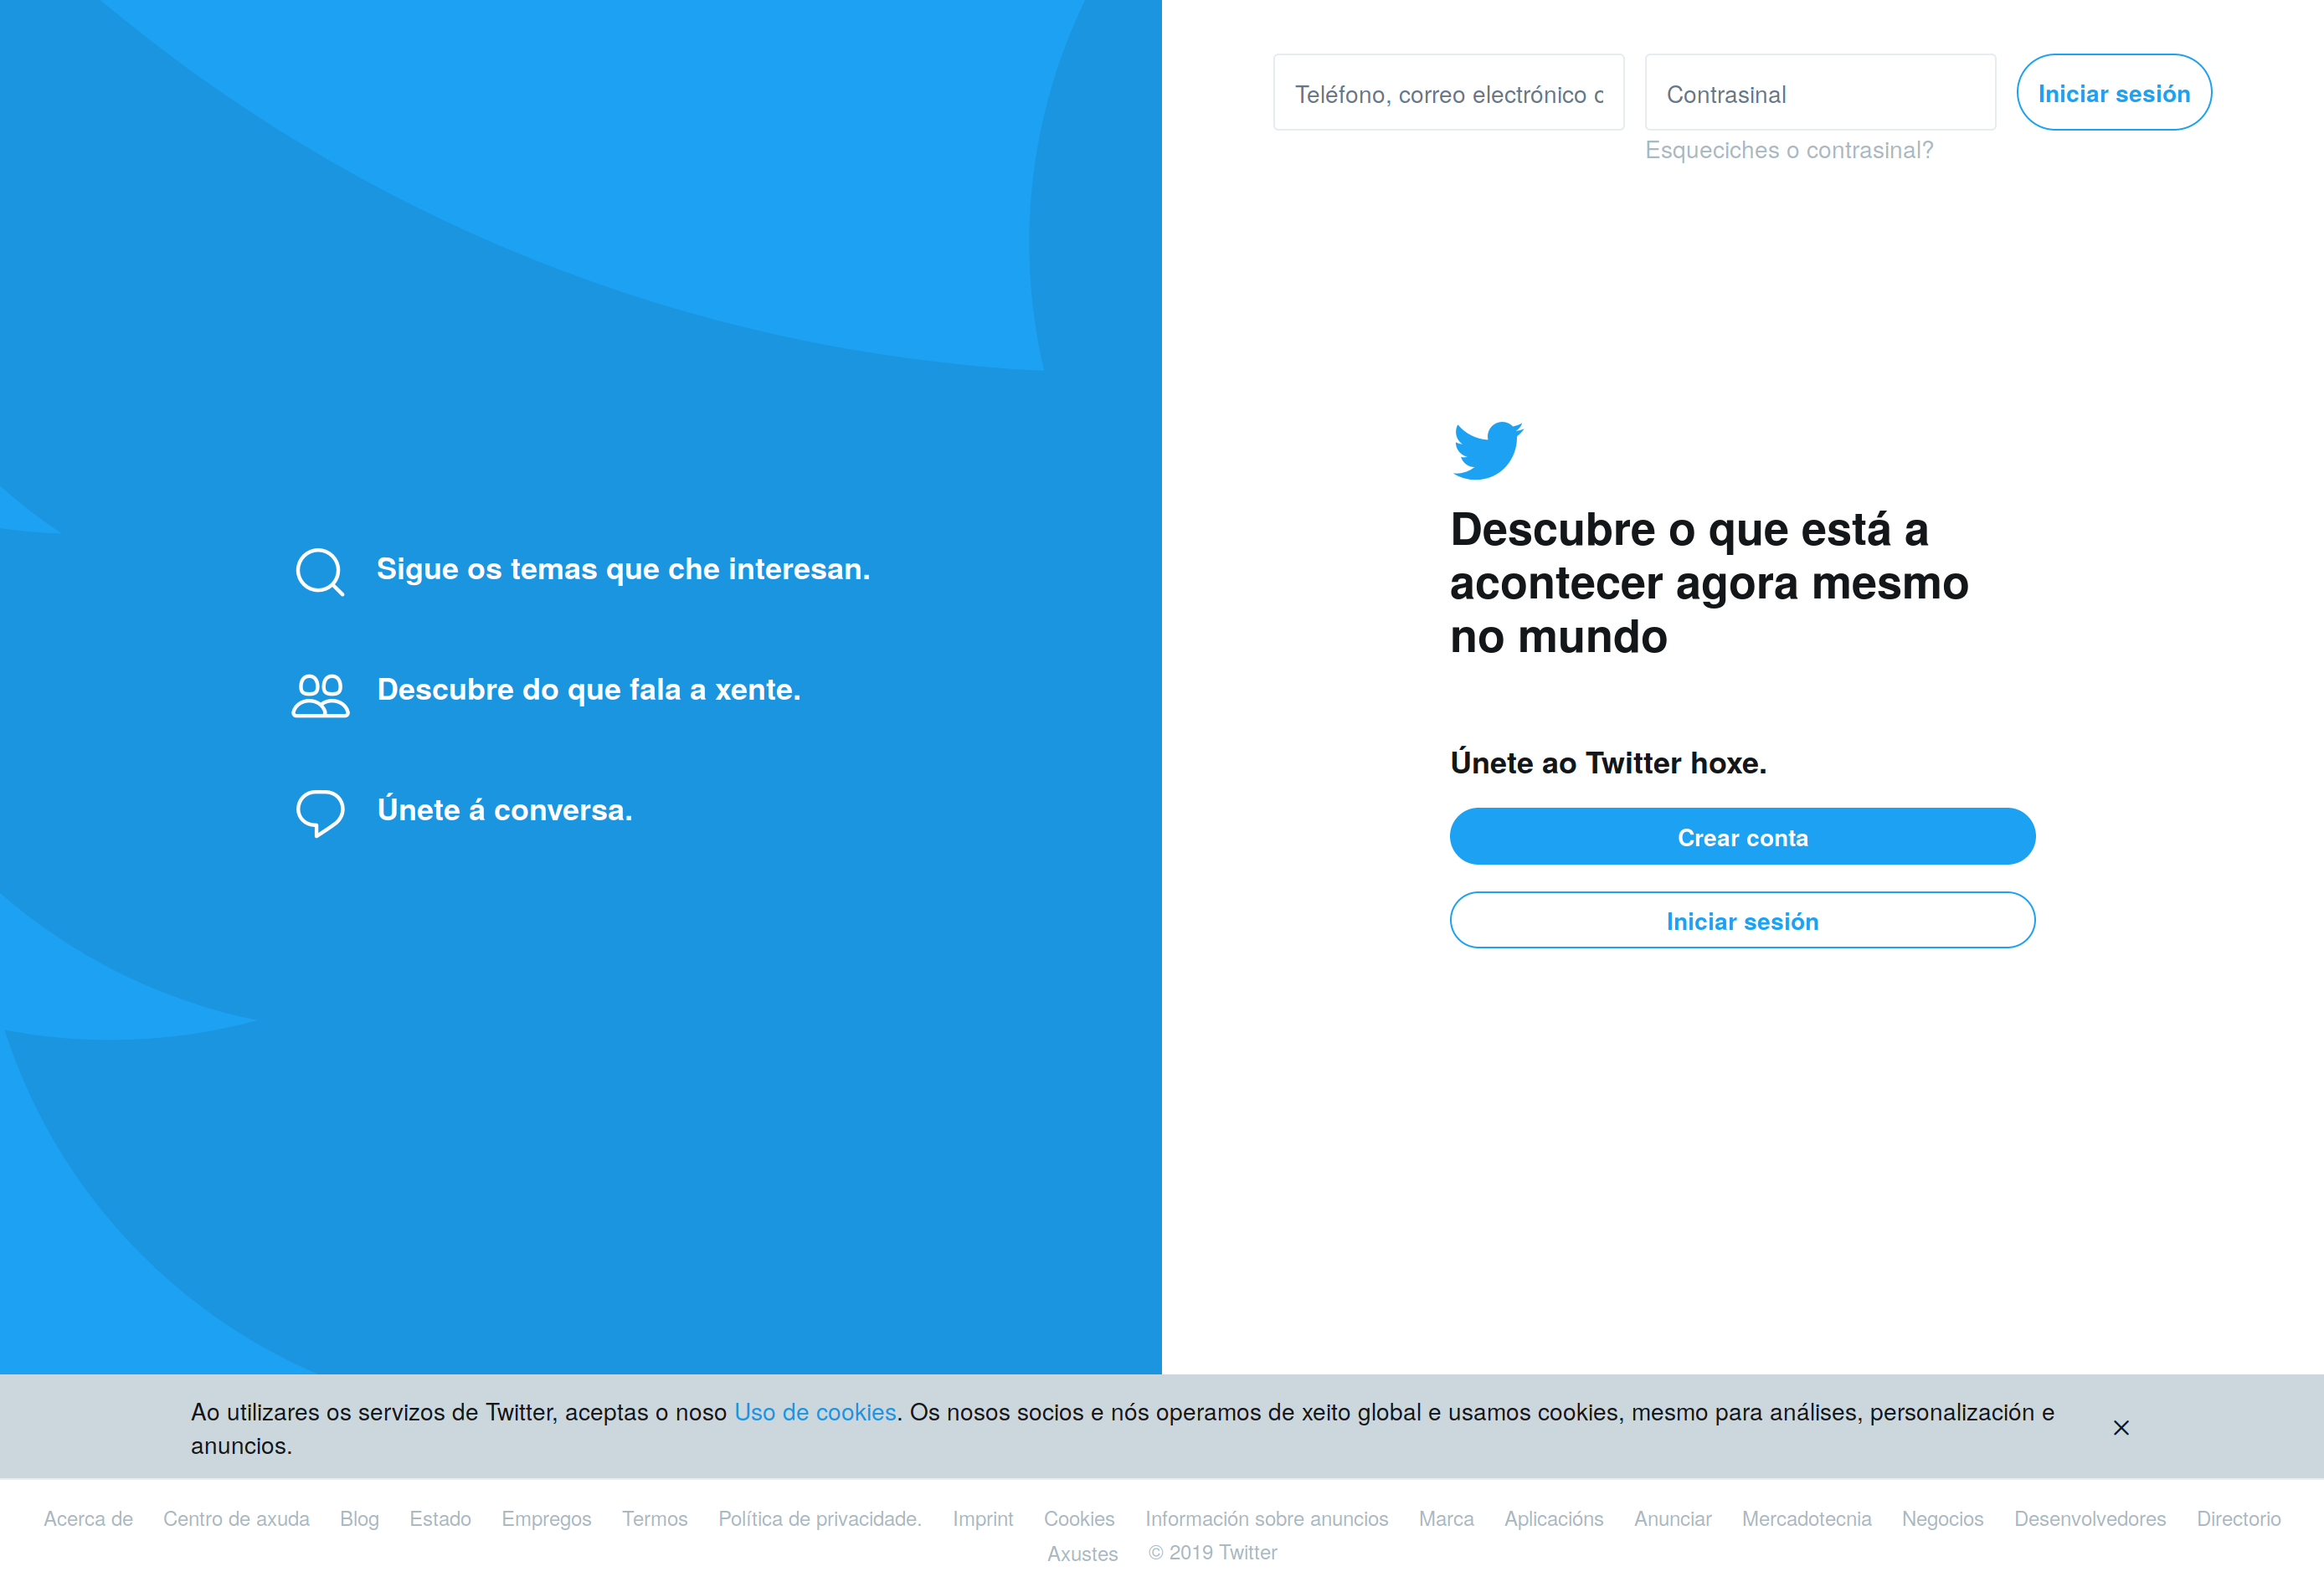 Teléfono, correo electrónico
Contrasinal
Iniciar sesión
Esqueciches o contrasinal?
Sigue os temas que che interesan.
Descubre do que fala a xente.
Únete á conversa.
Descubre o que está a
acontecer agora mesmo
no mundo
Únete ao Twitter hoxe.
Crear conta
Iniciar sesión
Ao utilizares os servizos de Twitter, aceptas o noso Uso de cookies. Os nosos socios e nós operamos de xeito global e usamos cookies, mesmo para análises, personalización e
anuncios.
Acerca de Centro de axuda Blog Estado Empregos Termos Política de privacidade. Imprint Cookies Información sobre anuncios Marca Aplicacións Anunciar Mercadotecnia Negocios Desenvolvedores Directorio
Axustes © 2019 Twitter